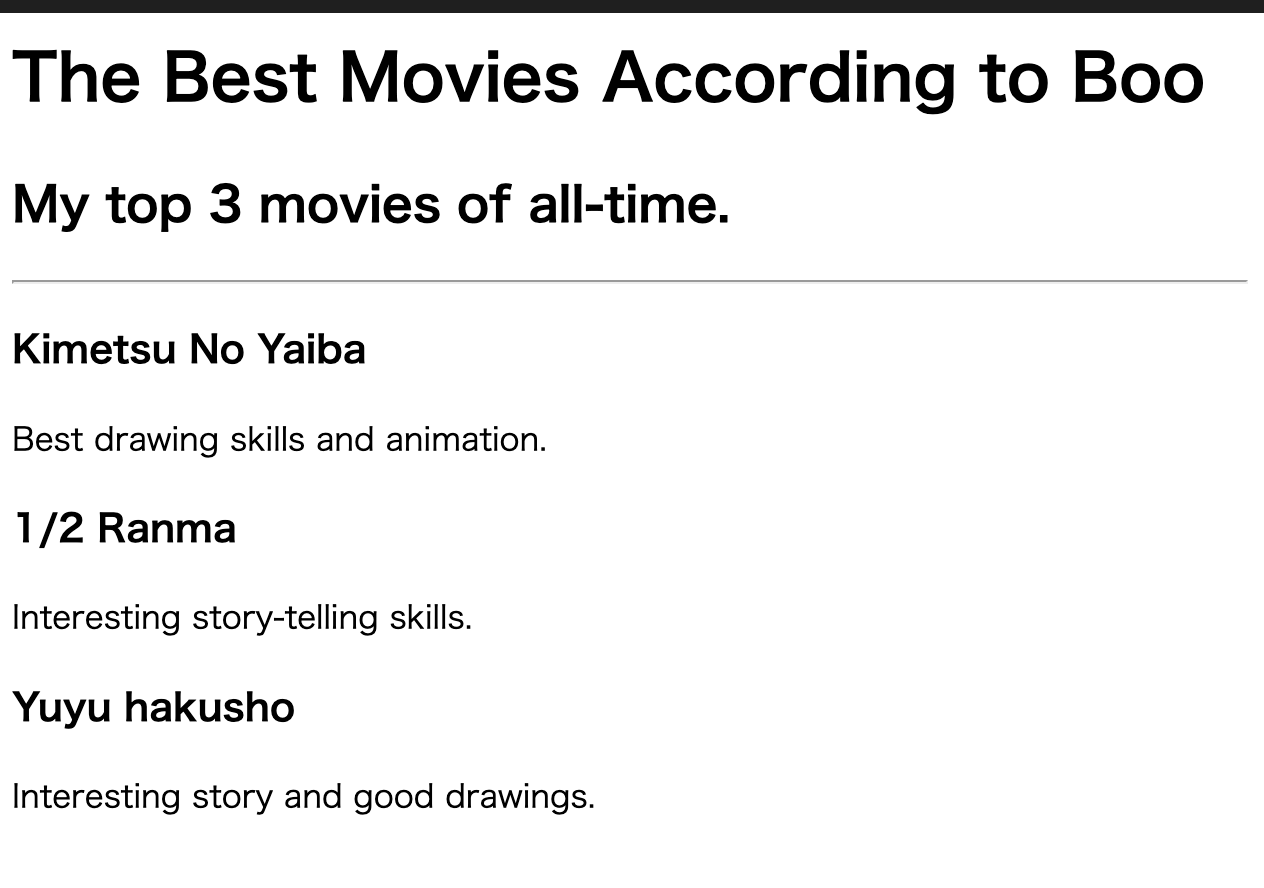 The Best Movies According to Boo
My top 3 movies of all-time.
Kimetsu No Yaiba
Best drawing skills and animation.
1/2 Ranma
Interesting story-telling skills.
Yuyu hakusho
Interesting story and good drawings.